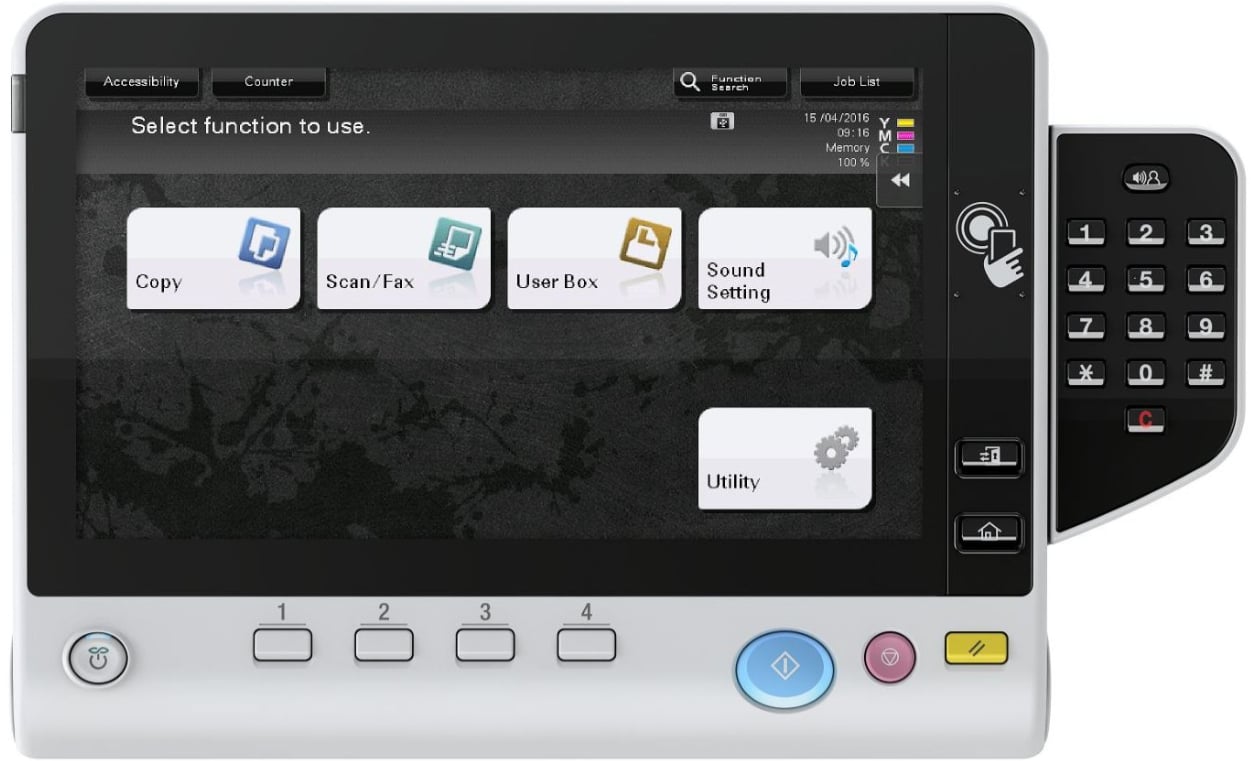 Accessibility
Counter
Function
Search
Job List
Select function to use.
15 /04/2016
09:16
Memory
100 %
Y
M
C
K
Copy
Scan/Fax
User Box
Sound
Setting
Utility
1
2
3
4
5
6
7
8
9
*
0
#
C
1
2
3
4